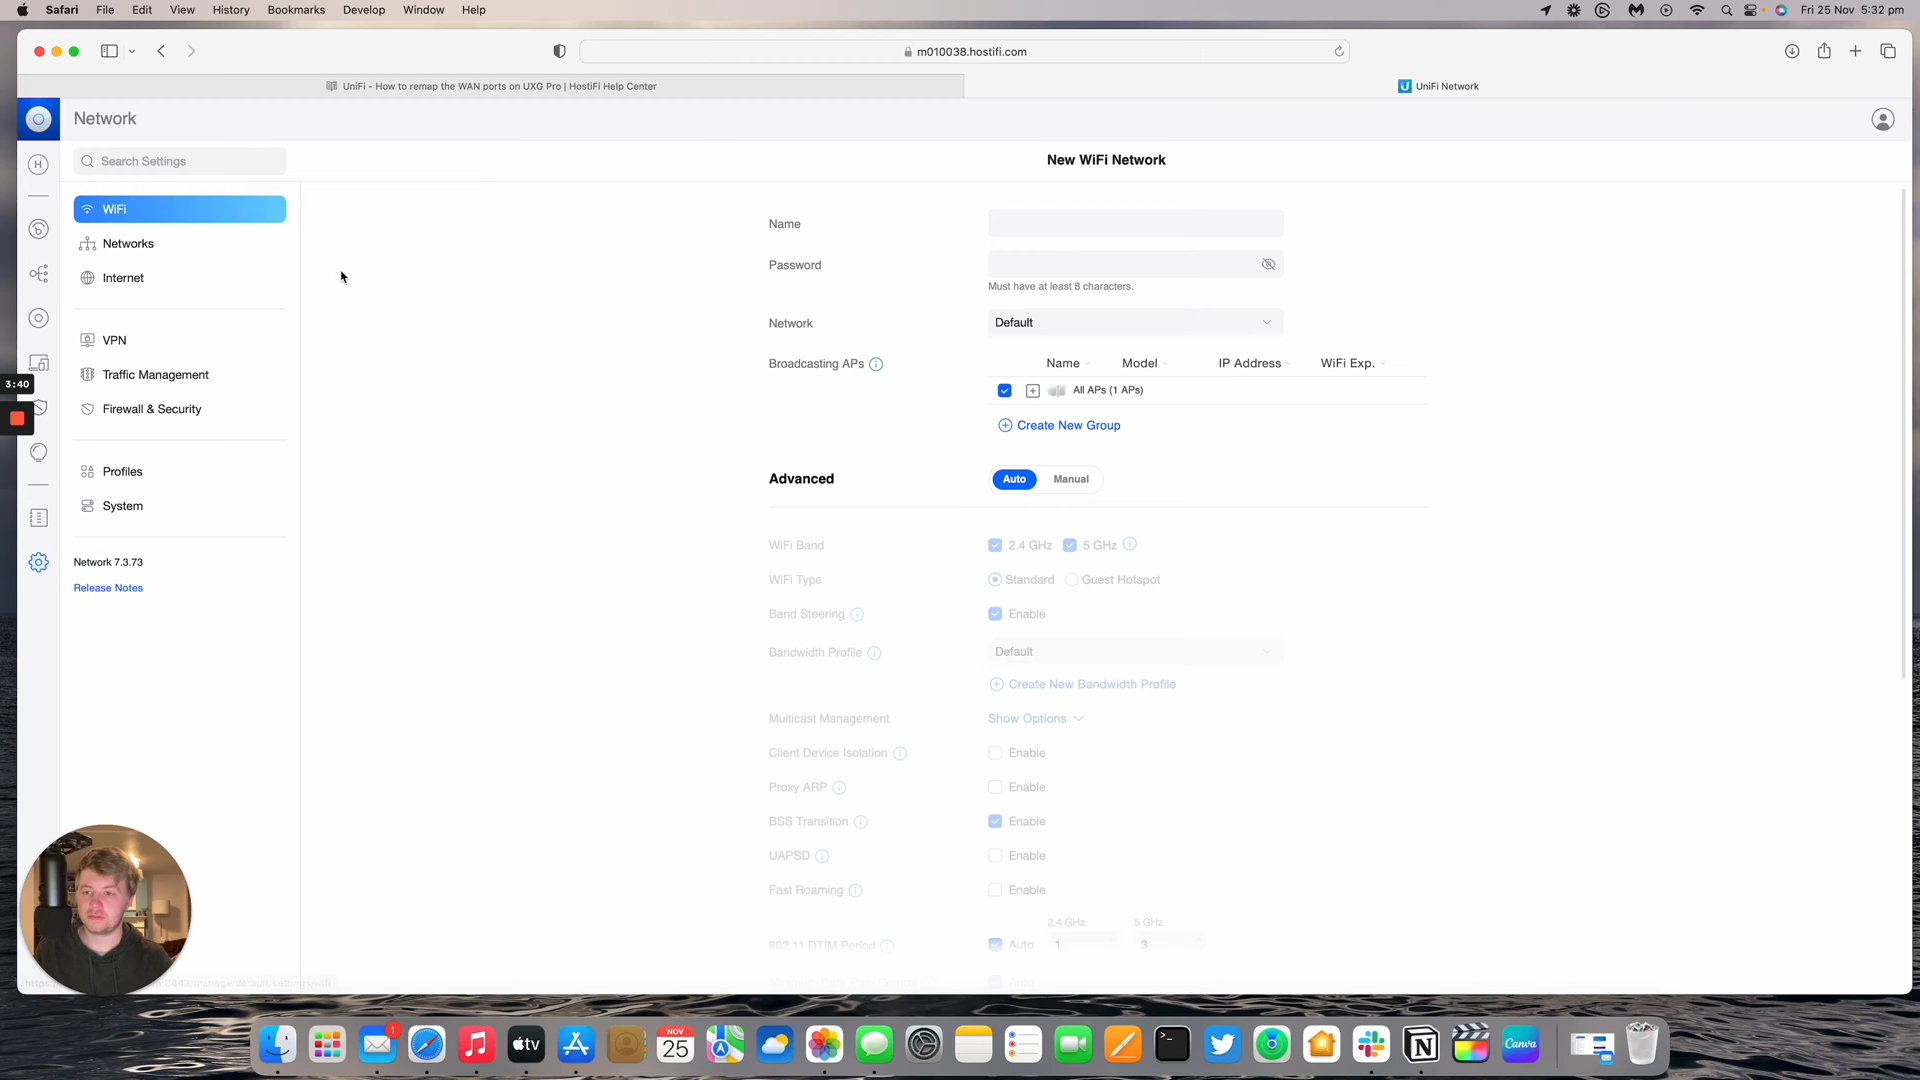 Safari File Edit View History Bookmarks Develop Window Help
Fri 25 Nov 5:32 pm
m010038.hostifi.com
UniFi - How to remap the WAN ports on UXG Pro | HostiFi Help Center
UniFi Network
Network
Search Settings
New WiFi Network
H
WiFi
Networks
Internet
VPN
Traffic Management
Firewall & Security
Profiles
System
Network 7.3.73
Release Notes
3:40
Name
Password
Must have at least 8 characters.
Network Default
Broadcasting APs Name Model IP Address WiFi Exp.
All APs (1 APs)
Create New Group
Advanced Auto Manual
WiFi Band 2.4 GHz 5 GHz
WiFi Type Standard Guest Hotspot
Band Steering Enable
Bandwidth Profile Default
Create New Bandwidth Profile
Multicast Management Show Options
Client Device Isolation Enable
Proxy ARP Enable
BSS Transition Enable
UAPSD Enable
Fast Roaming Enable
2.4 GHz 5 GHz
802.11 DTIM Period Auto 1 3
Auto
1
tv
NOV
25
N
Canva